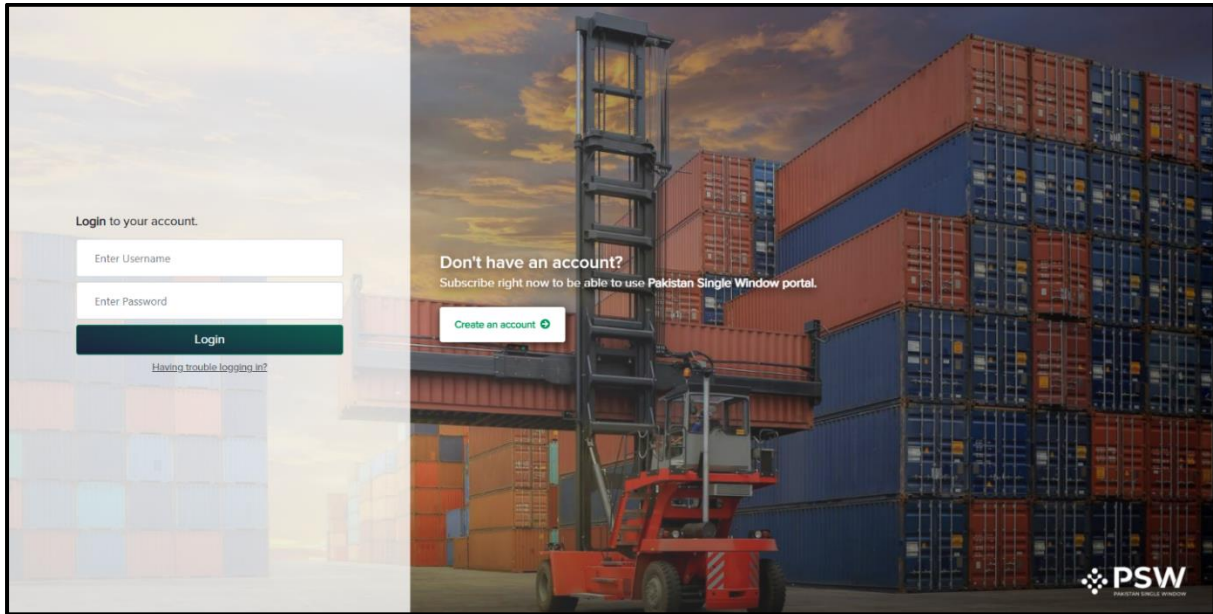 Login to your account.
Enter Username
Enter Password
Login
Having trouble logging in?
Don't have an account?
Subscribe right now to be able to use Pakistan Single Window portal.
Create an account
PSW
PAKISTAN SINGLE WINDOW